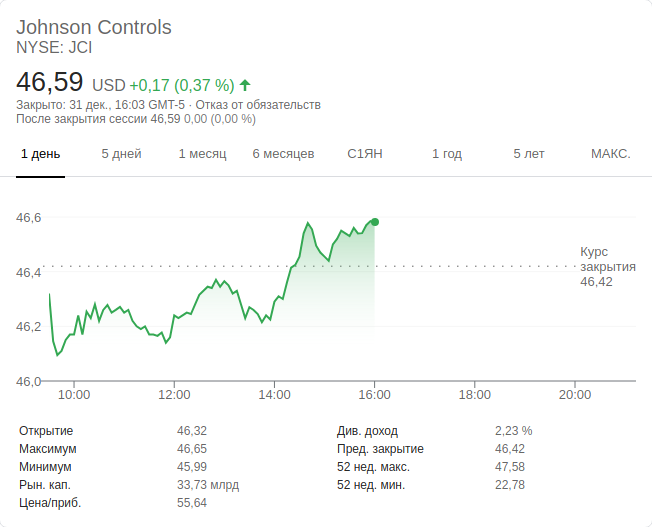 Johnson Controls
NYSE: JCI
46,59 USD +0,17 (0,37 %)
Закрыто: 31 дек., 16:03 GMT-5 · Отказ от обязательств
После закрытия сессии 46,59 0,00 (0,00 %)
1 день 5 дней 1 месяц 6 месяцев С1ЯН 1 год 5 лет МАКС.
46,6
Курс
закрытия
46,42
46,4
46,2
46,0
10:00 12:00 14:00 16:00 18:00 20:00
Открытие 46,32 Див. доход 2,23 %
Максимум 46,65 Пред. закрытие 46,42
Минимум 45,99 52 нед. макс. 47,58
Рын. кап. 33,73 млрд 52 нед. мин. 22,78
Цена/приб. 55,64